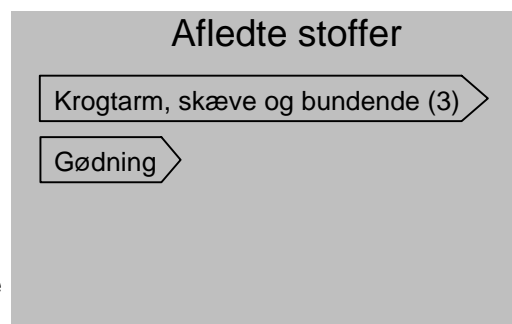 Afledte stoffer
Krogtarm, skæve og bundende (3)
Gødning